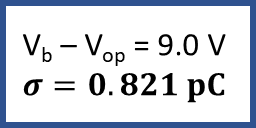 V_b − V_op = 9.0 V
σ = 0.821 pC